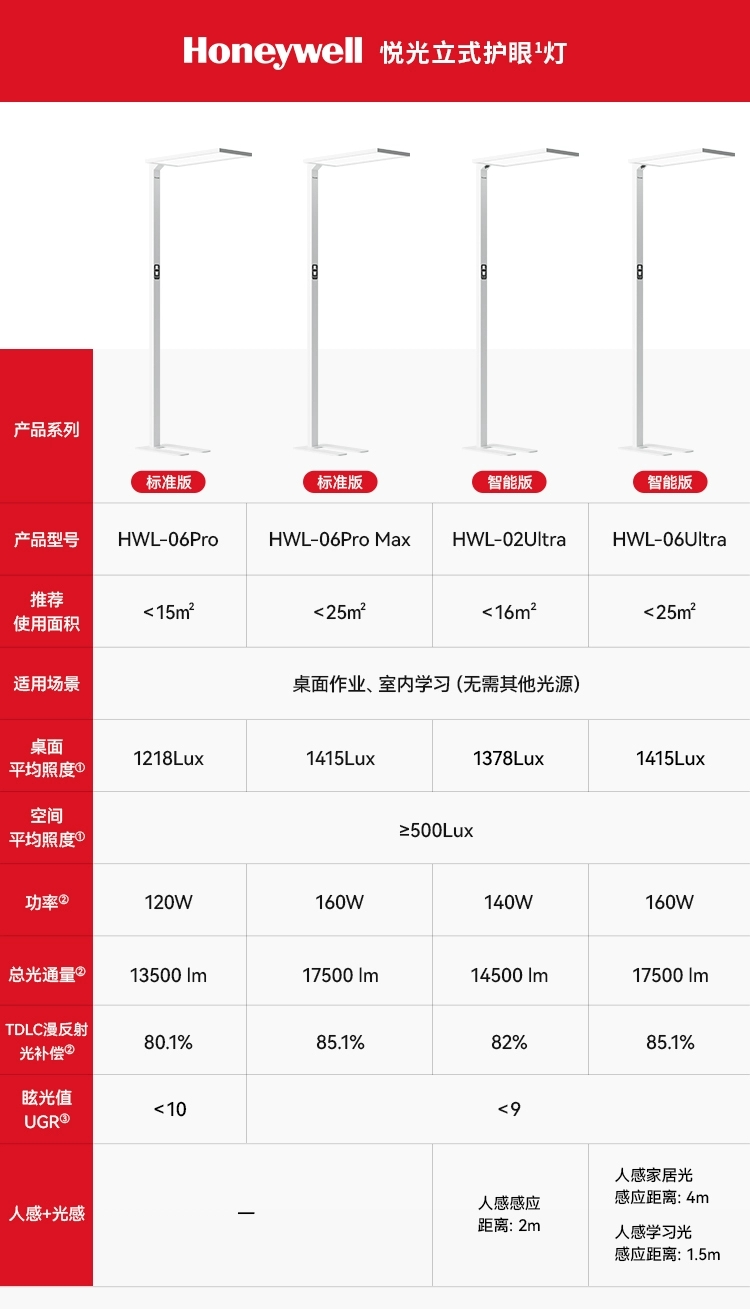 Honeywell 悦光立式护眼¹灯
产品系列
标准版 标准版 智能版 智能版
产品型号 HWL-06Pro HWL-06Pro Max HWL-02Ultra HWL-06Ultra
推荐
使用面积 <15m² <25m² <16m² <25m²
适用场景 桌面作业、室内学习(无需其他光源)
桌面
平均照度① 1218Lux 1415Lux 1378Lux 1415Lux
空间
平均照度① ≥500Lux
功率② 120W 160W 140W 160W
总光通量② 13500 lm 17500 lm 14500 lm 17500 lm
TDLC漫反射
光补偿② 80.1% 85.1% 82% 85.1%
眩光值
UGR③ <10 <9
人感+光感 —
人感感应
距离: 2m
人感家居光
感应距离: 4m
人感学习光
感应距离: 1.5m